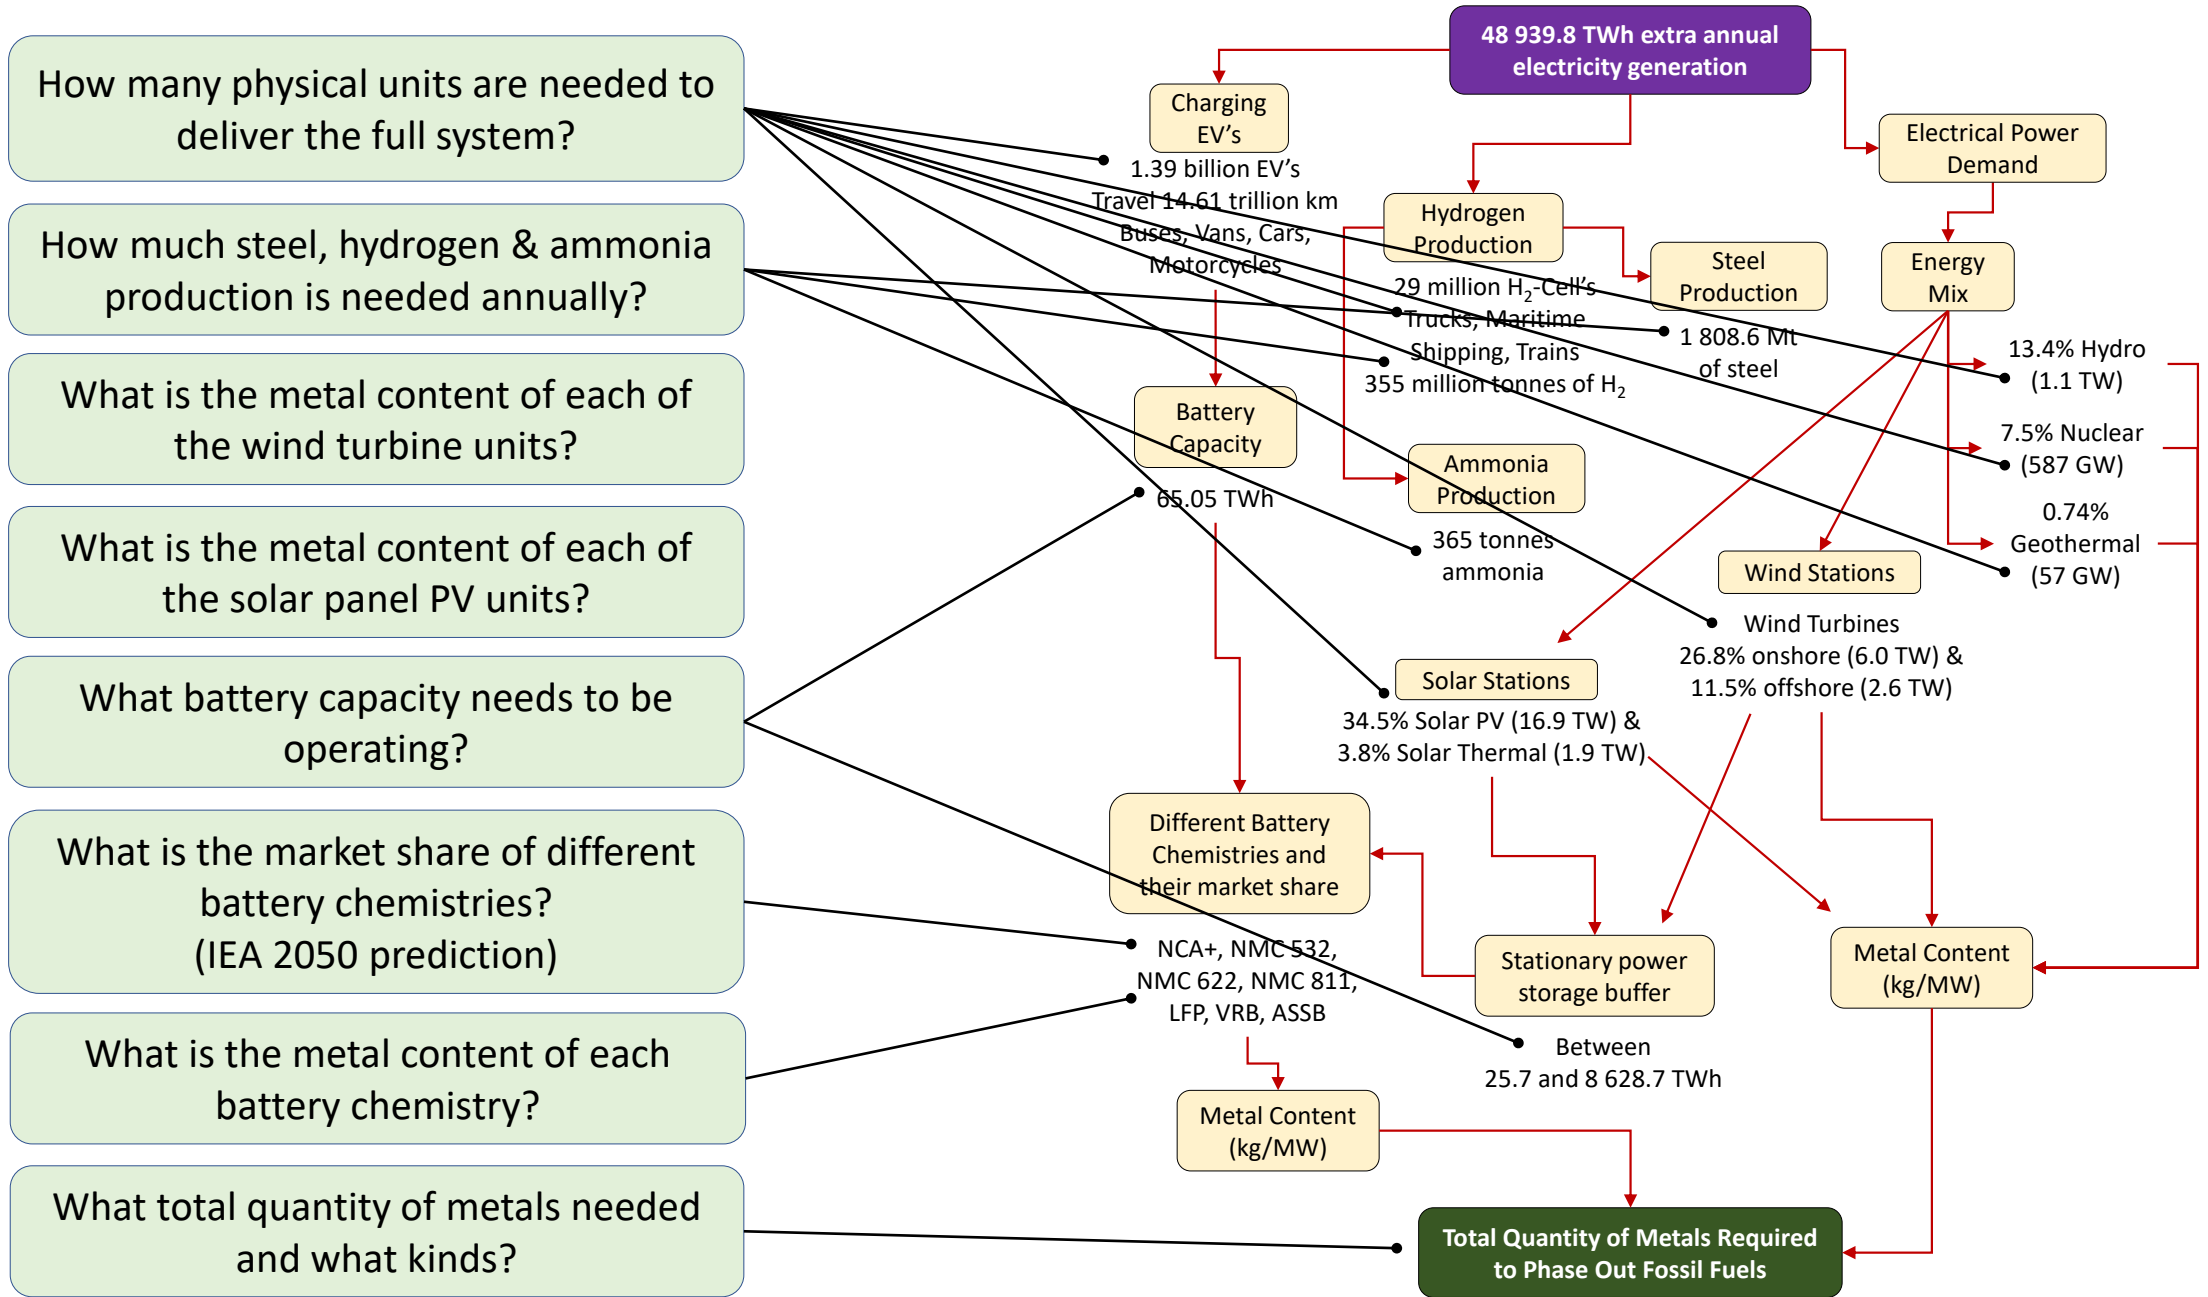 How many physical units are needed to
deliver the full system?
How much steel, hydrogen & ammonia
production is needed annually?
What is the metal content of each of
the wind turbine units?
What is the metal content of each of
the solar panel PV units?
What battery capacity needs to be
operating?
What is the market share of different
battery chemistries?
(IEA 2050 prediction)
What is the metal content of each
battery chemistry?
What total quantity of metals needed
and what kinds?
48 939.8 TWh extra annual
electricity generation
Charging
EV's
1.39 billion EV's
Travel 14.61 trillion km
Buses, Vans, Cars,
Motorcycles
Hydrogen
Production
29 million H₂-Cell's
Trucks, Maritime
Shipping, Trains
355 million tonnes of H₂
Steel
Production
1 808.6 Mt
of steel
Electrical Power
Demand
Energy
Mix
13.4% Hydro
(1.1 TW)
7.5% Nuclear
(587 GW)
0.74%
Geothermal
(57 GW)
Battery
Capacity
65.05 TWh
Ammonia
Production
365 tonnes
ammonia
Wind Stations
Wind Turbines
26.8% onshore (6.0 TW) &
11.5% offshore (2.6 TW)
Solar Stations
34.5% Solar PV (16.9 TW) &
3.8% Solar Thermal (1.9 TW)
Different Battery
Chemistries and
their market share
NCA+, NMC 532,
NMC 622, NMC 811,
LFP, VRB, ASSB
Stationary power
storage buffer
Between
25.7 and 8 628.7 TWh
Metal Content
(kg/MW)
Metal Content
(kg/MW)
Total Quantity of Metals Required
to Phase Out Fossil Fuels